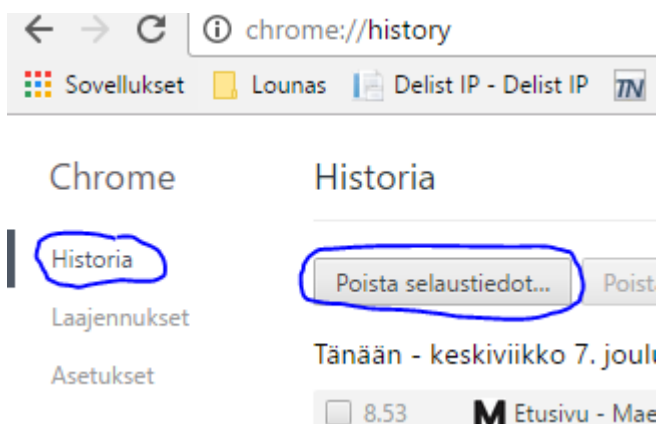 chrome://history
Sovellukset Lounas Delist IP - Delist IP TN
Chrome
Historia
Laajennukset
Asetukset
Historia
Poista selaustiedot...
Tänään - keskiviikko 7.
8.53 M Etusivu -